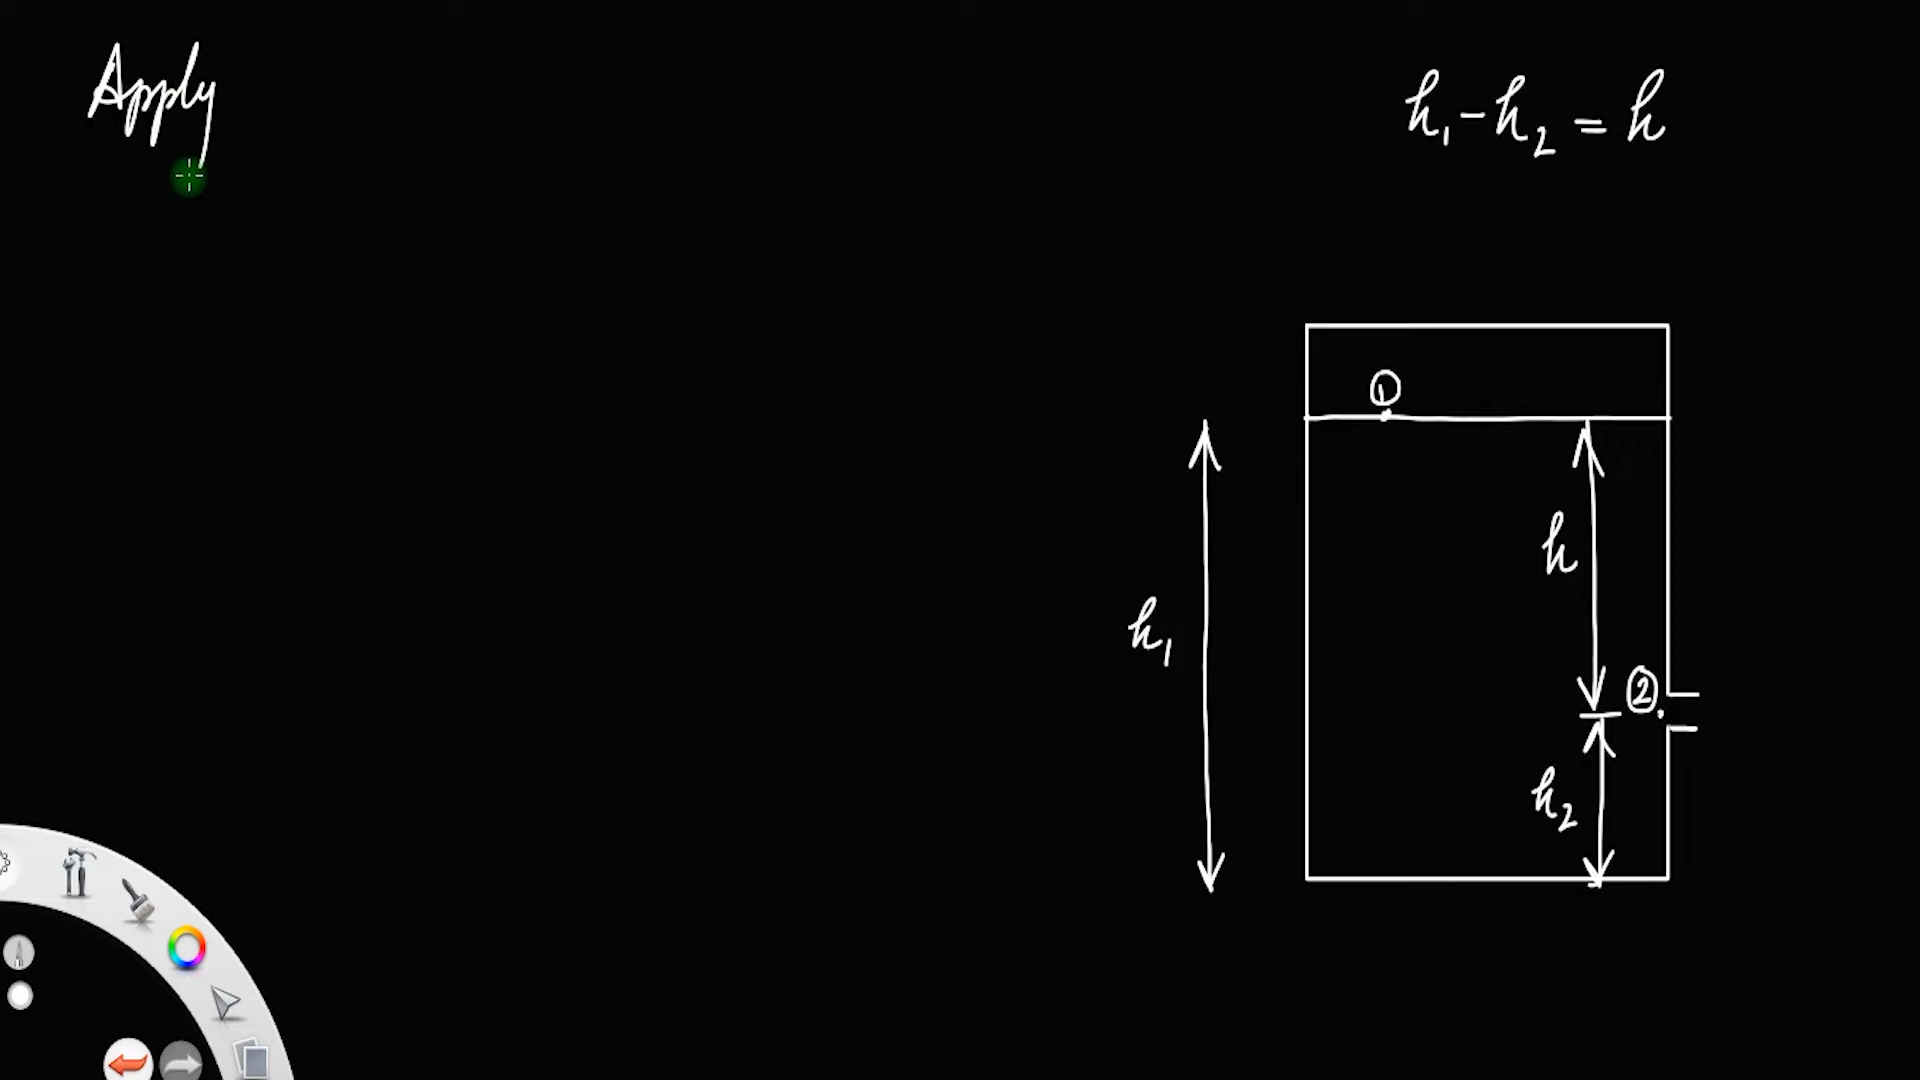 Apply
h₁ - h₂ = h
①
h
h₁
②
h₂